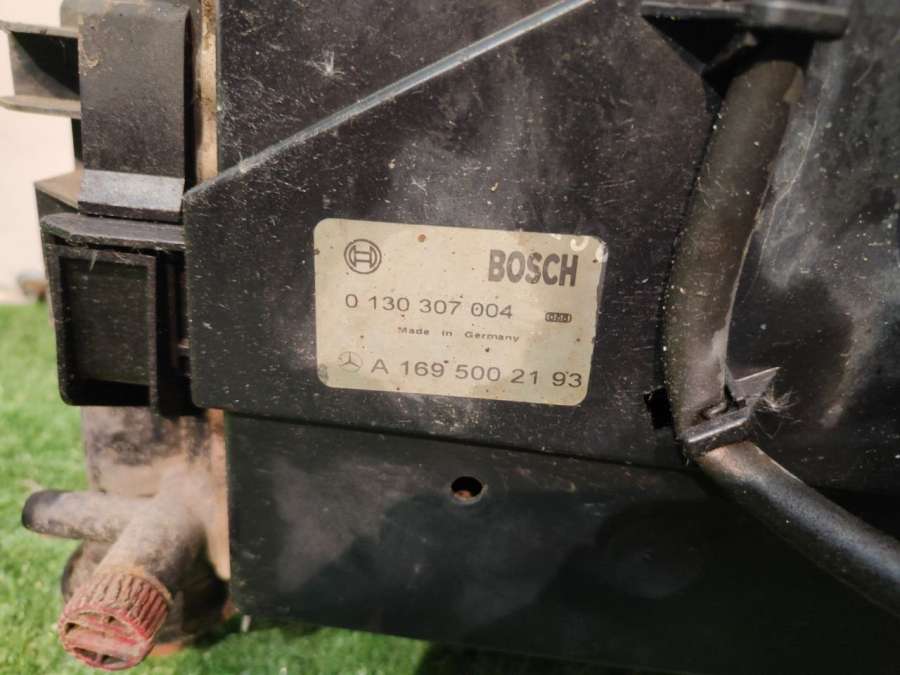 BOSCH
0 130 307 004
Made in Germany
A 169 500 21 93